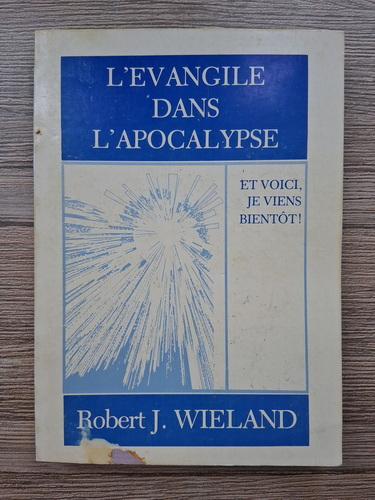 L'EVANGILE
DANS
L'APOCALYPSE
ET VOICI,
JE VIENS
BIENTÔT!
Robert J. WIELAND